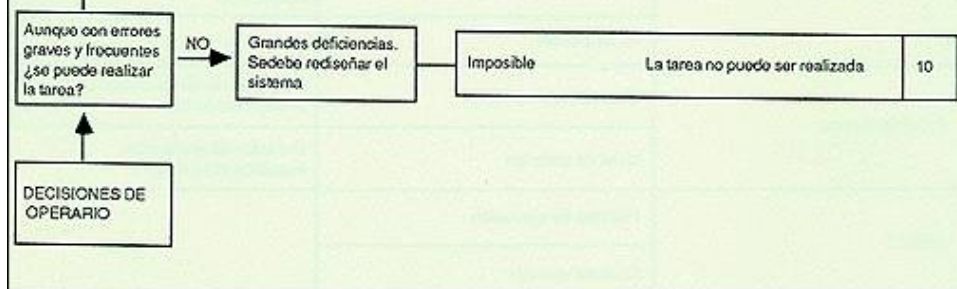 Aunque con errores
graves y frecuentes
¿se puede realizar
la tarea?
NO
Grandes deficiencias.
Sedebe rediseñar el
sistema
Imposible
La tarea no puede ser realizada
10
DECISIONES DE
OPERARIO